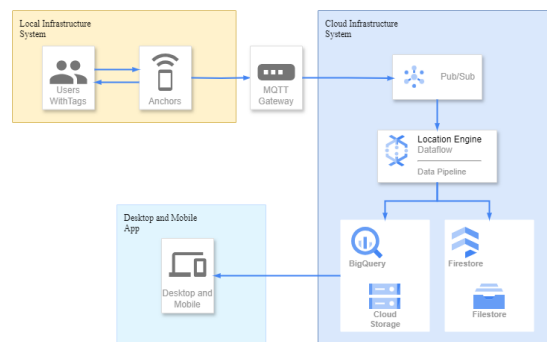 Local Infrastructure
System
Users
WithTags
Anchors
MQTT
Gateway
Cloud Infrastructure
System
Pub/Sub
Location Engine
Dataflow
Data Pipeline
Desktop and Mobile
App
Desktop and
Mobile
BigQuery
Cloud
Storage
Firestore
Filestore